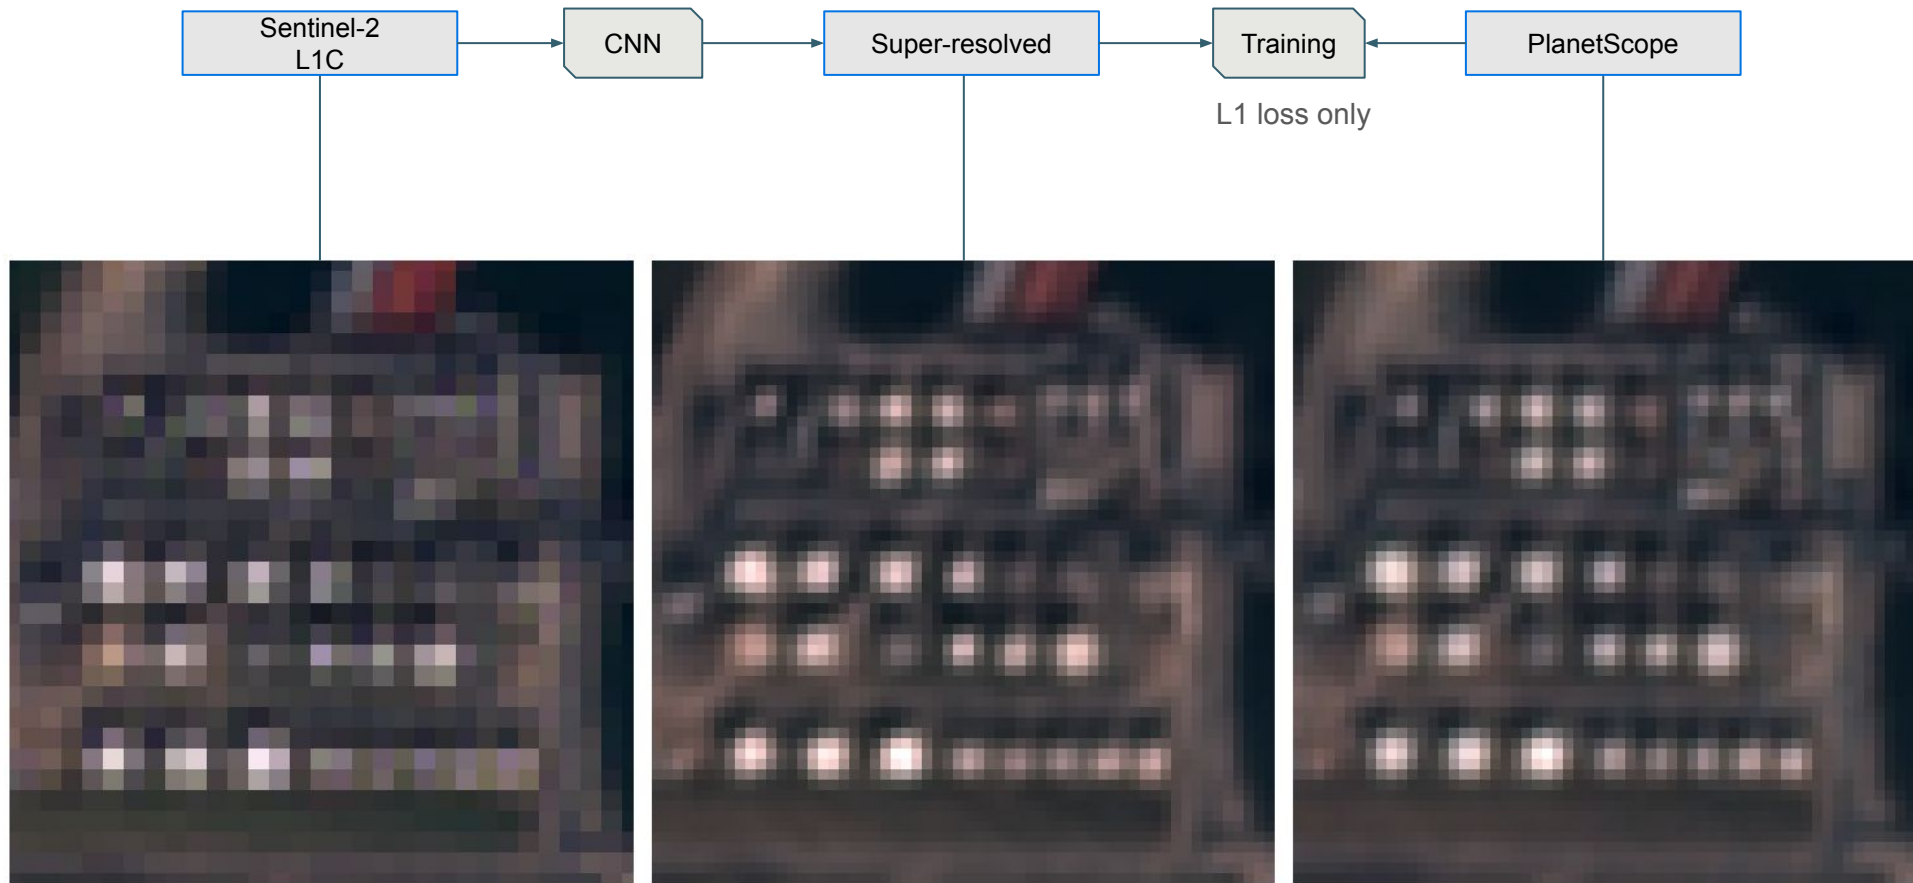 Sentinel-2
L1C
CNN
Super-resolved
Training
PlanetScope
L1 loss only